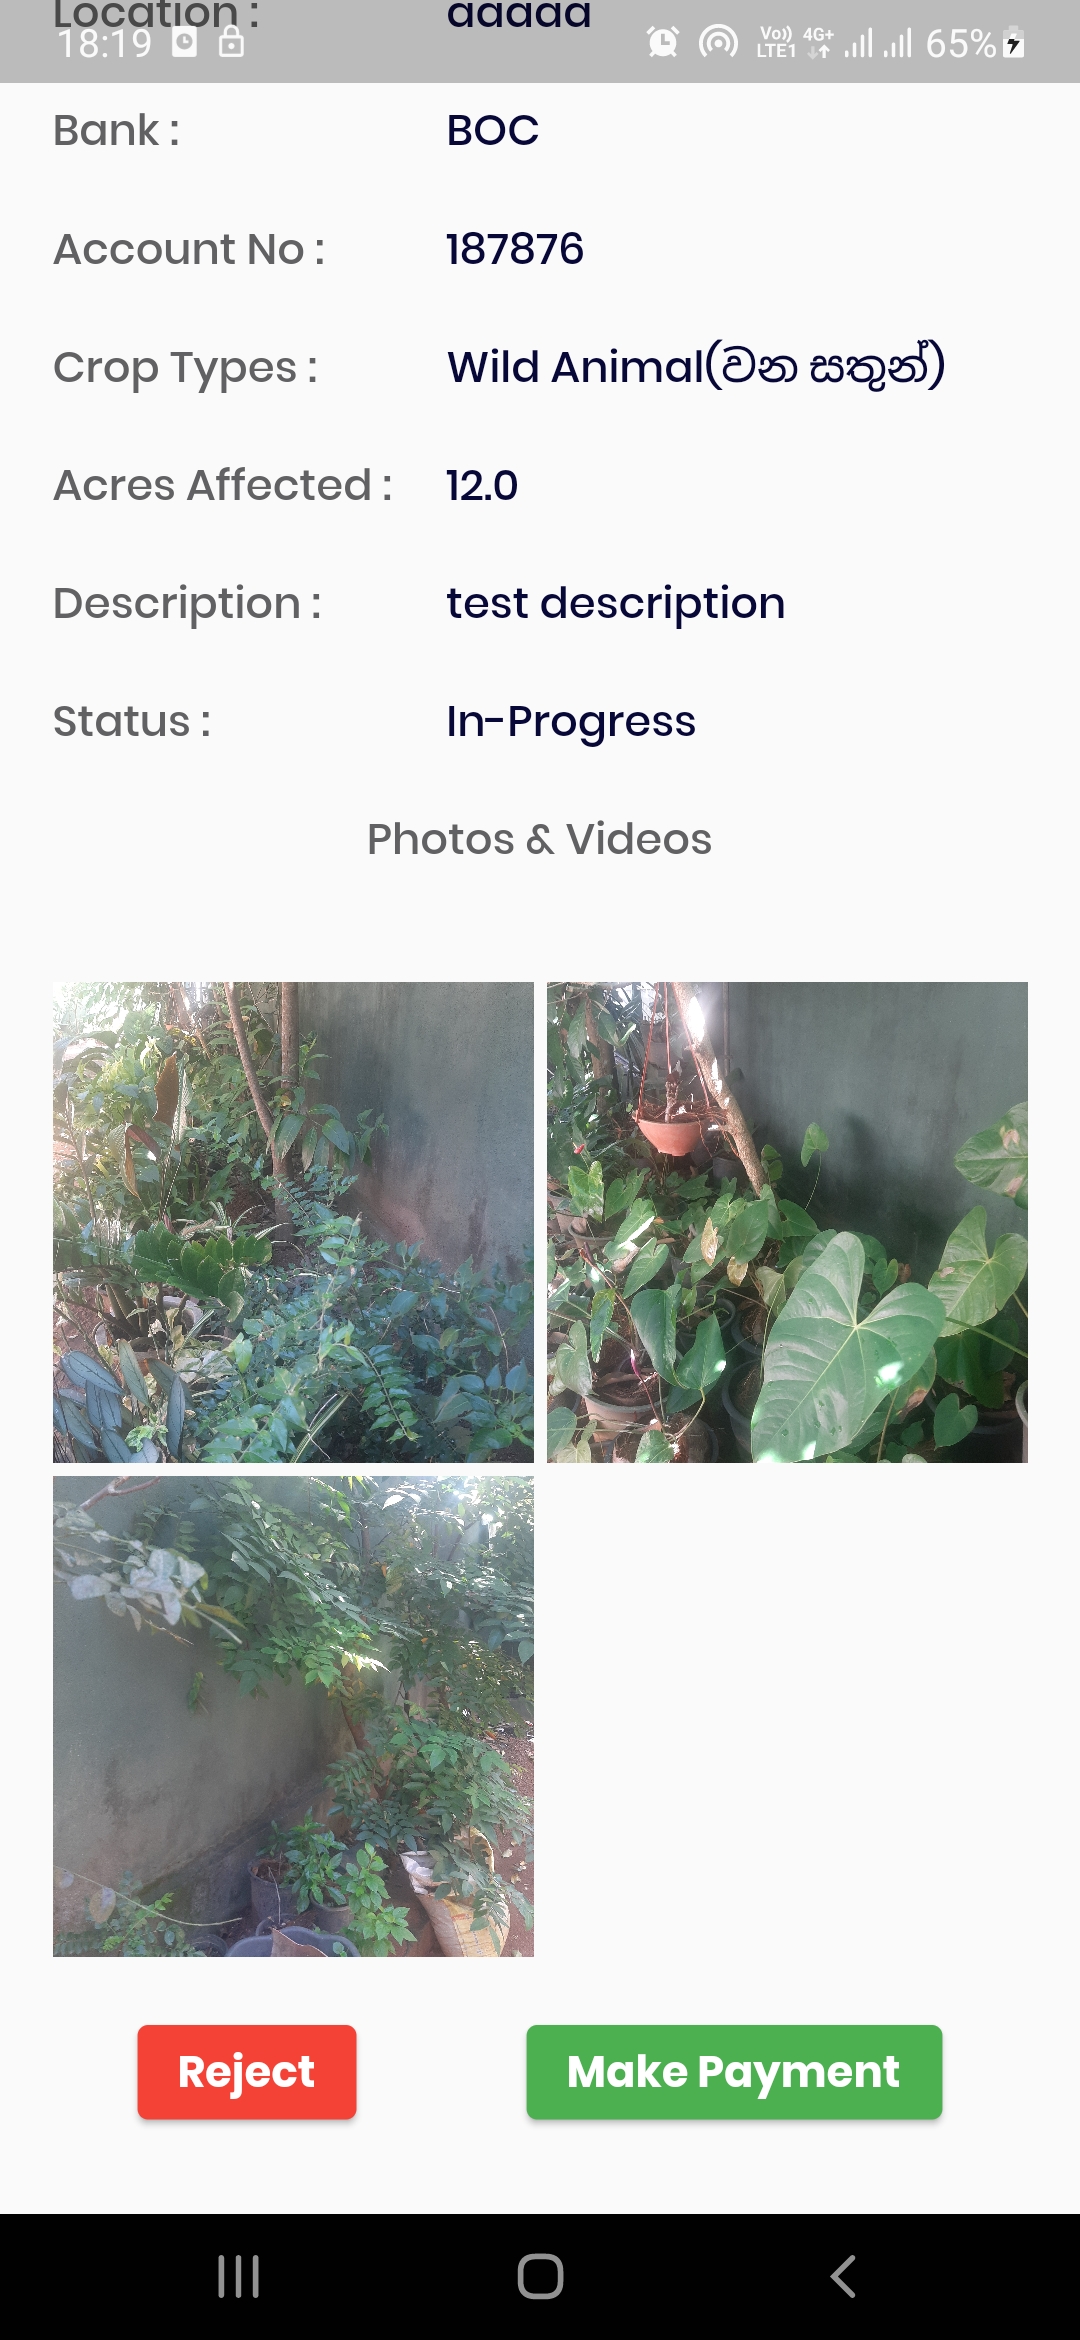 Location : aaaaa
18:19 Vo)) LTE1 4G+ 65%
Bank : BOC
Account No : 187876
Crop Types : Wild Animal(වන සතුන්)
Acres Affected : 12.0
Description : test description
Status : In-Progress
Photos & Videos
Reject Make Payment